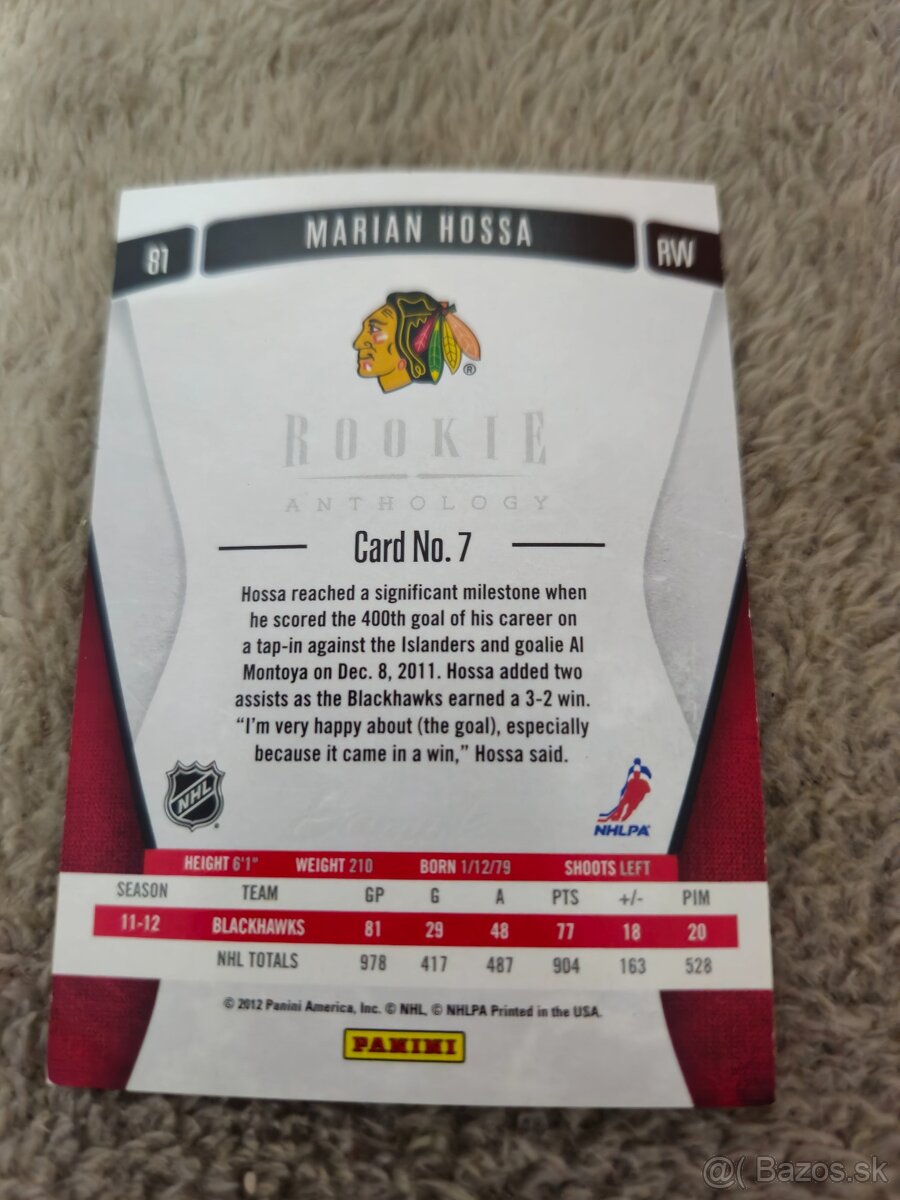 81 MARIAN HOSSA RW
®
ROOKIE
ANTHOLOGY
Card No. 7
Hossa reached a significant milestone when
he scored the 400th goal of his career on
a tap-in against the Islanders and goalie Al
Montoya on Dec. 8, 2011. Hossa added two
assists as the Blackhawks earned a 3-2 win.
“I’m very happy about (the goal), especially
because it came in a win,” Hossa said.
NHL
NHLPA
HEIGHT 6'1" WEIGHT 210 BORN 1/12/79 SHOOTS LEFT
SEASON TEAM GP G A PTS +/- PIM
11-12 BLACKHAWKS 81 29 48 77 18 20
NHL TOTALS 978 417 487 904 163 528
© 2012 Panini America, Inc. © NHL, © NHLPA Printed in the USA.
PANINI
@( Bazos.sk